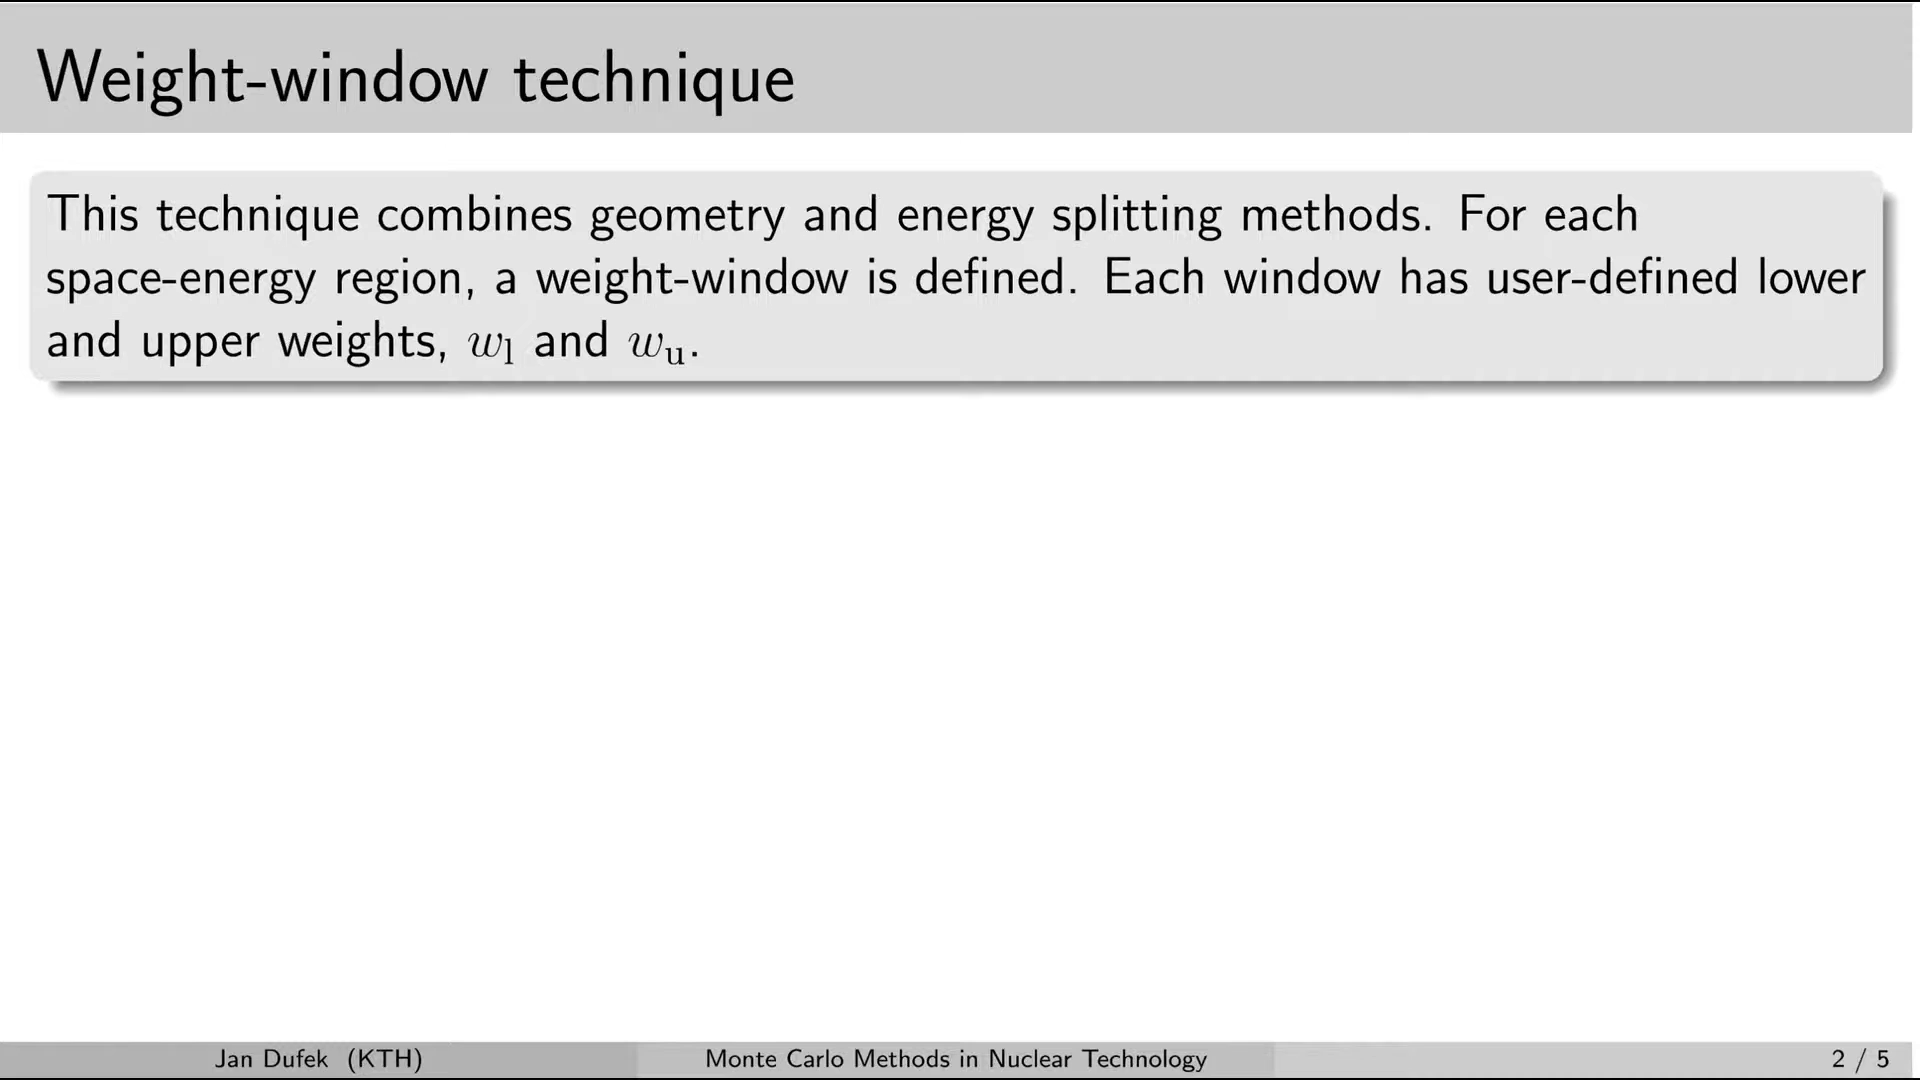 Weight-window technique
This technique combines geometry and energy splitting methods. For each
space-energy region, a weight-window is defined. Each window has user-defined lower
and upper weights, w_l and w_u.
Jan Dufek (KTH)
Monte Carlo Methods in Nuclear Technology
2 / 5